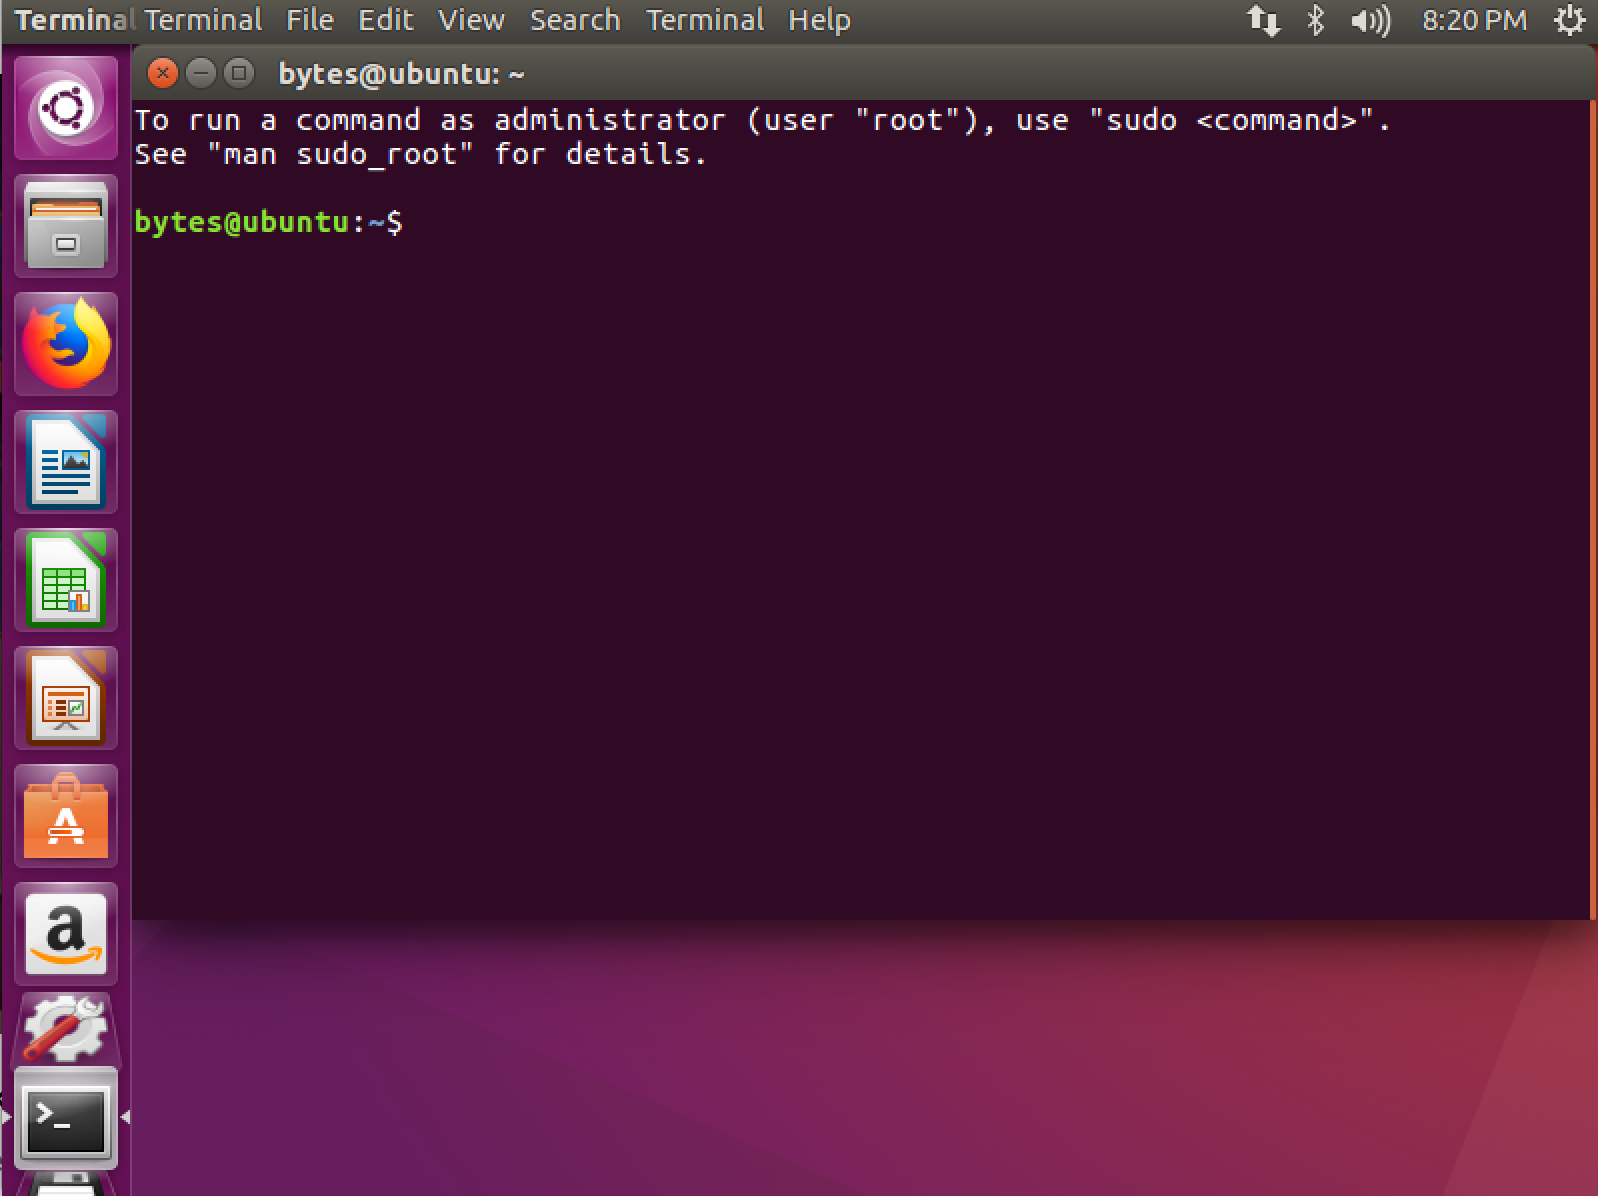 Terminal Terminal File Edit View Search Terminal Help 8:20 PM
bytes@ubuntu: ~
To run a command as administrator (user "root"), use "sudo <command>".
See "man sudo_root" for details.
bytes@ubuntu:~$
A
a
>_